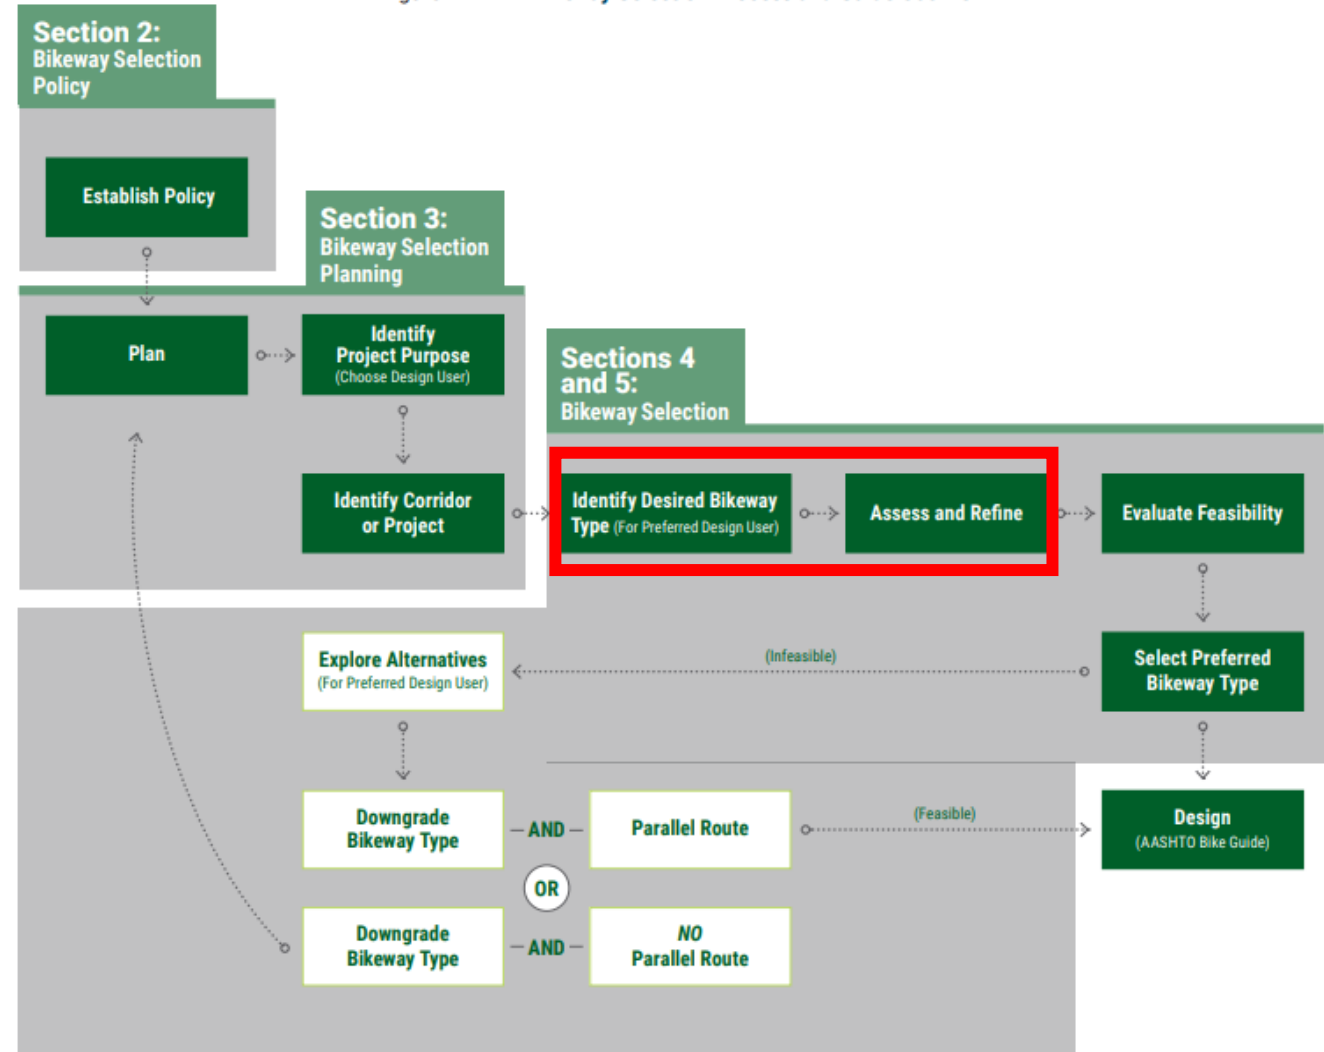 Section 2:
Bikeway Selection
Policy
Establish Policy
Section 3:
Bikeway Selection
Planning
Plan
Identify
Project Purpose
(Choose Design User)
Identify Corridor
or Project
Sections 4
and 5:
Bikeway Selection
Identify Desired Bikeway
Type (For Preferred Design User)
Assess and Refine
Evaluate Feasibility
Select Preferred
Bikeway Type
(Infeasible)
Explore Alternatives
(For Preferred Design User)
Downgrade
Bikeway Type
AND
Parallel Route
(Feasible)
Design
(AASHTO Bike Guide)
OR
Downgrade
Bikeway Type
AND
NO
Parallel Route